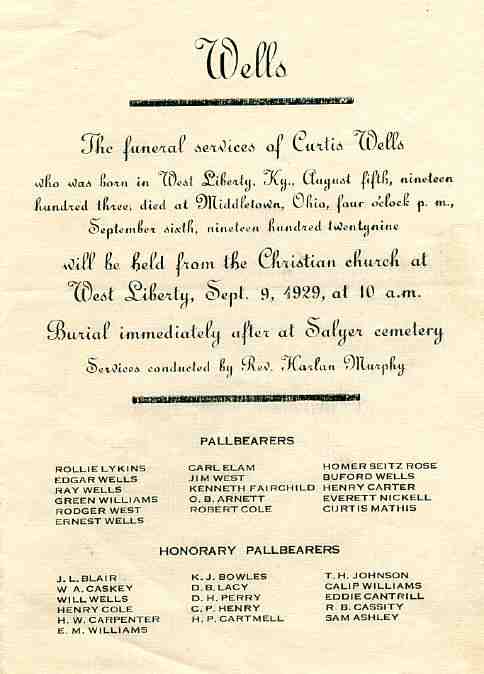 Wells
The funeral services of Curtis Wells
who was born in West Liberty, Ky., August fifth, nineteen
hundred three, died at Middletown, Ohio, four o'clock p. m.,
September sixth, nineteen hundred twentynine
will be held from the Christian church at
West Liberty, Sept. 9, 1929, at 10 a.m.
Burial immediately after at Salyer cemetery
Services conducted by Rev. Harlan Murphy
PALLBEARERS
ROLLIE LYKINS CARL ELAM HOMER SEITZ ROSE
EDGAR WELLS JIM WEST BUFORD WELLS
RAY WELLS KENNETH FAIRCHILD HENRY CARTER
GREEN WILLIAMS O. B. ARNETT EVERETT NICKELL
RODGER WEST ROBERT COLE CURTIS MATHIS
ERNEST WELLS
HONORARY PALLBEARERS
J. L. BLAIR K. J. BOWLES T. H. JOHNSON
W A. CASKEY D. B. LACY CALIP WILLIAMS
WILL WELLS D. H. PERRY EDDIE CANTRILL
HENRY COLE C. P. HENRY R. B. CASSITY
H. W. CARPENTER H. P. CARTMELL SAM ASHLEY
E. M. WILLIAMS